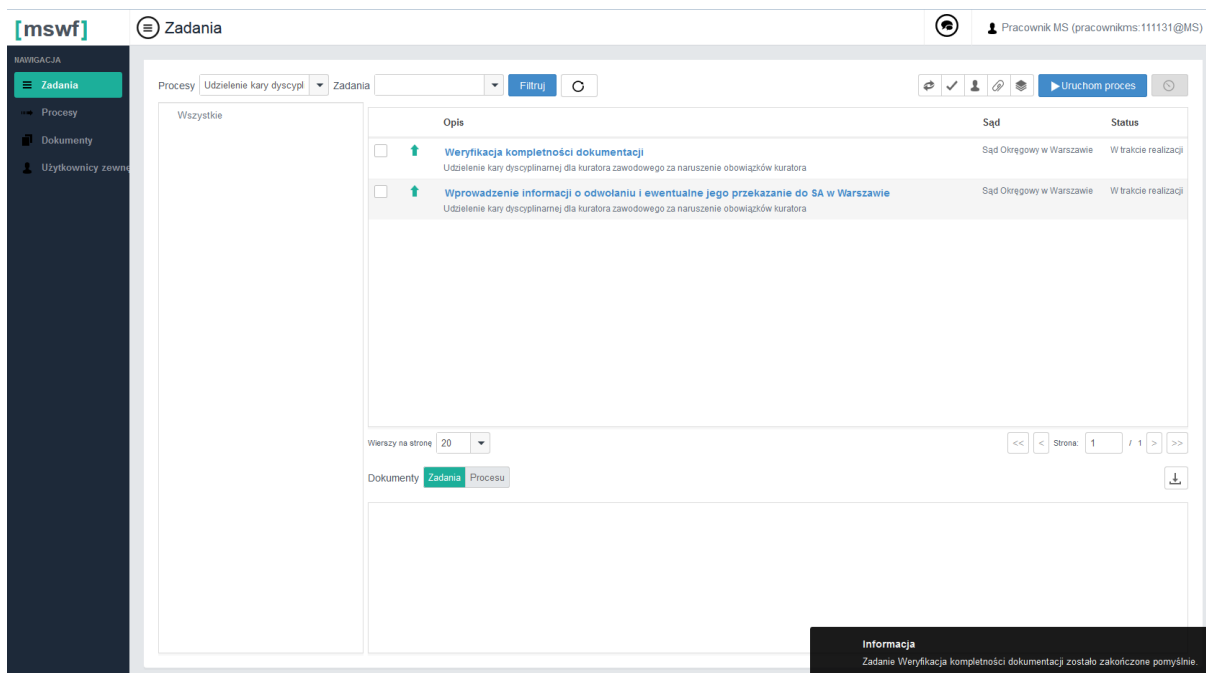 [mswf]
Zadania
Pracownik MS (pracownikms:111131@MS)
NAWIGACJA
Zadania
Procesy
Dokumenty
Użytkownicy zewnę
Procesy Udzielenie kary dyscypl Zadania Filtruj Uruchom proces
Wszystkie
Opis Sąd Status
Weryfikacja kompletności dokumentacji Sąd Okręgowy w Warszawie W trakcie realizacji
Udzielenie kary dyscyplinarnej dla kuratora zawodowego za naruszenie obowiązków kuratora
Wprowadzenie informacji o odwołaniu i ewentualne jego przekazanie do SA w Warszawie Sąd Okręgowy w Warszawie W trakcie realizacji
Udzielenie kary dyscyplinarnej dla kuratora zawodowego za naruszenie obowiązków kuratora
Wierszy na stronę 20 << < Strona: 1 / 1 > >>
Dokumenty Zadania Procesu
Informacja
Zadanie Weryfikacja kompletności dokumentacji zostało zakończone pomyślnie.